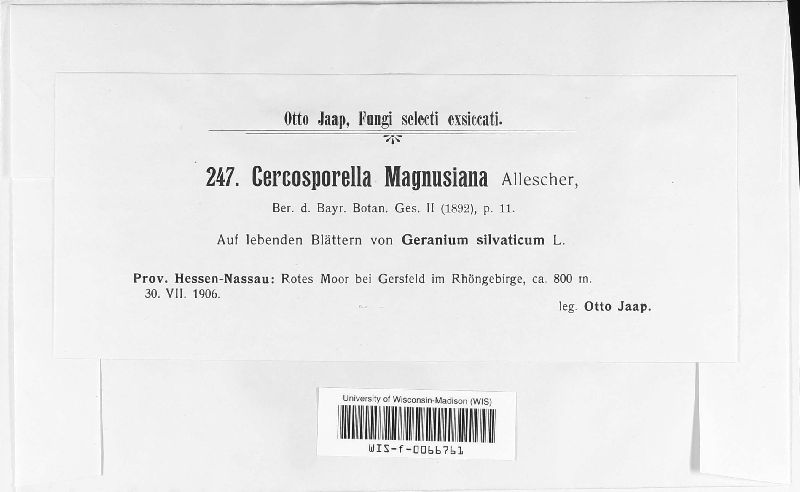 Otto Jaap, Fungi selecti exsiccati.
247. Cercosporella Magnusiana Allescher,
Ber. d. Bayr. Botan. Ges. II (1892), p. 11.
Auf lebenden Blättern von Geranium silvaticum L.
Prov. Hessen-Nassau: Rotes Moor bei Gersfeld im Rhöngebirge, ca. 800 m.
30. VII. 1906.
leg. Otto Jaap.
University of Wisconsin-Madison (WIS)
WIS-f-0066761